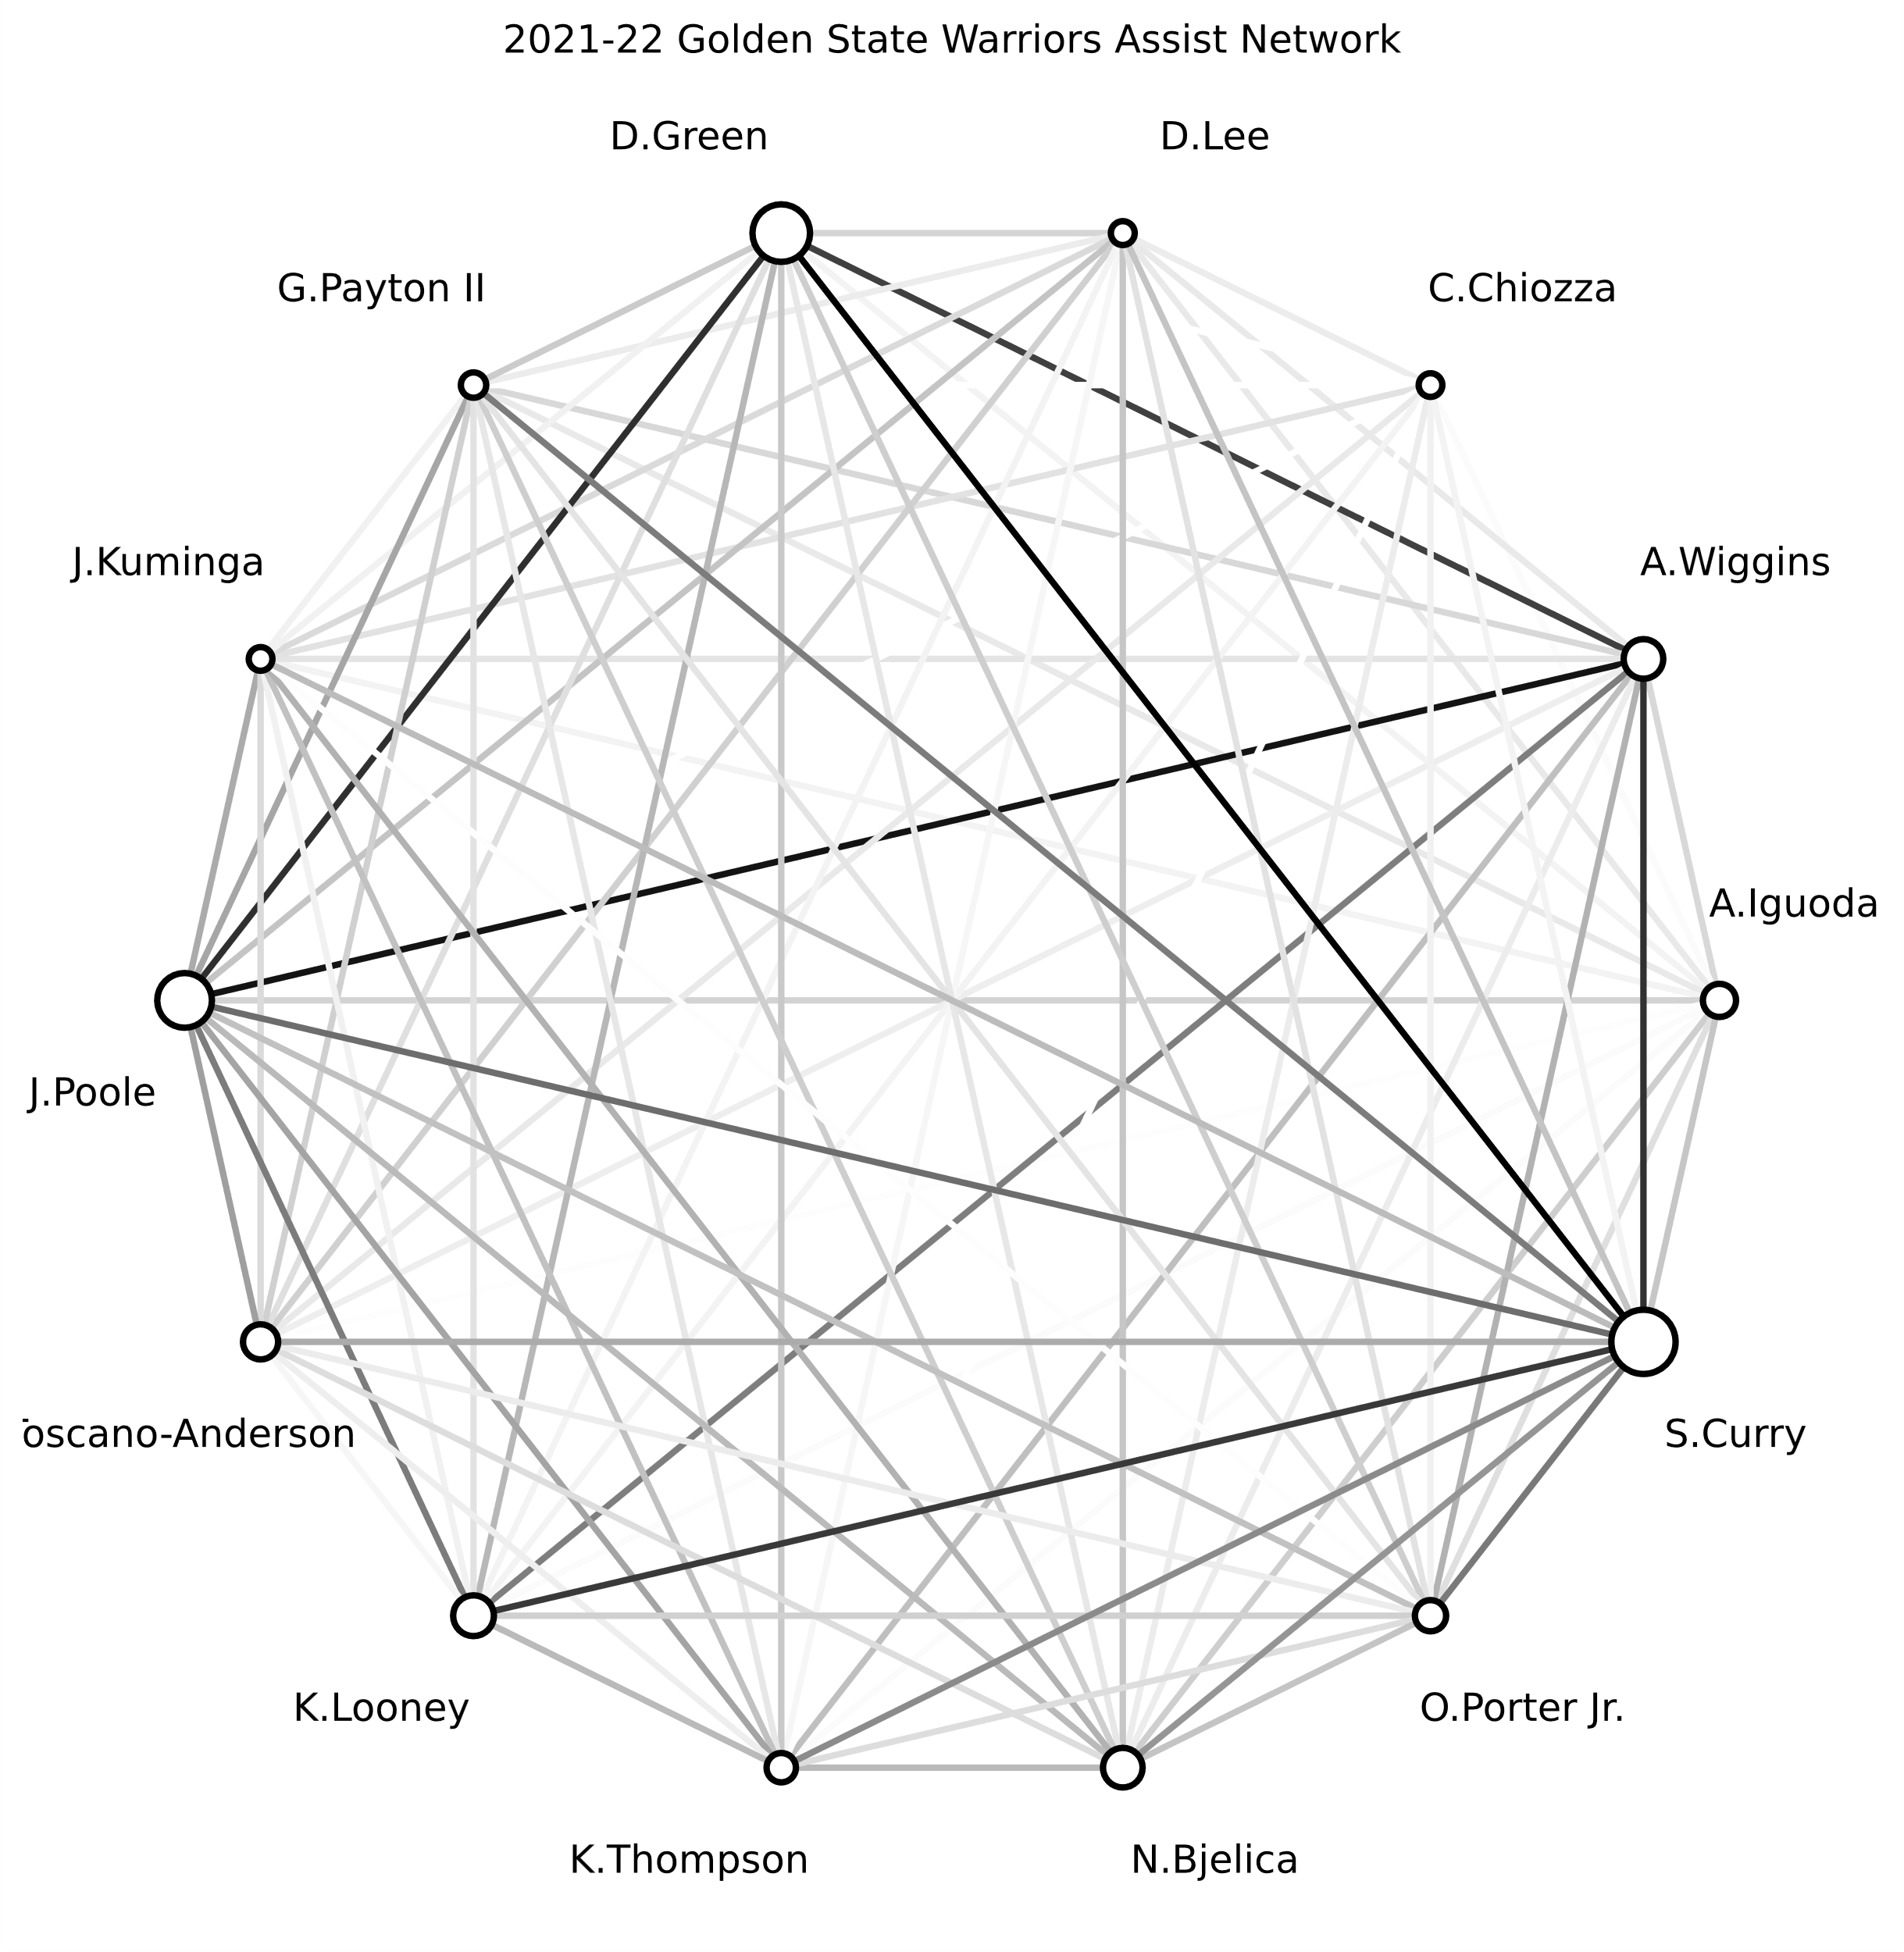 2021-22 Golden State Warriors Assist Network
D.Green
D.Lee
G.Payton II
C.Chiozza
J.Kuminga
A.Wiggins
A.Iguoda
J.Poole
oscano-Anderson
S.Curry
K.Looney
O.Porter Jr.
K.Thompson
N.Bjelica